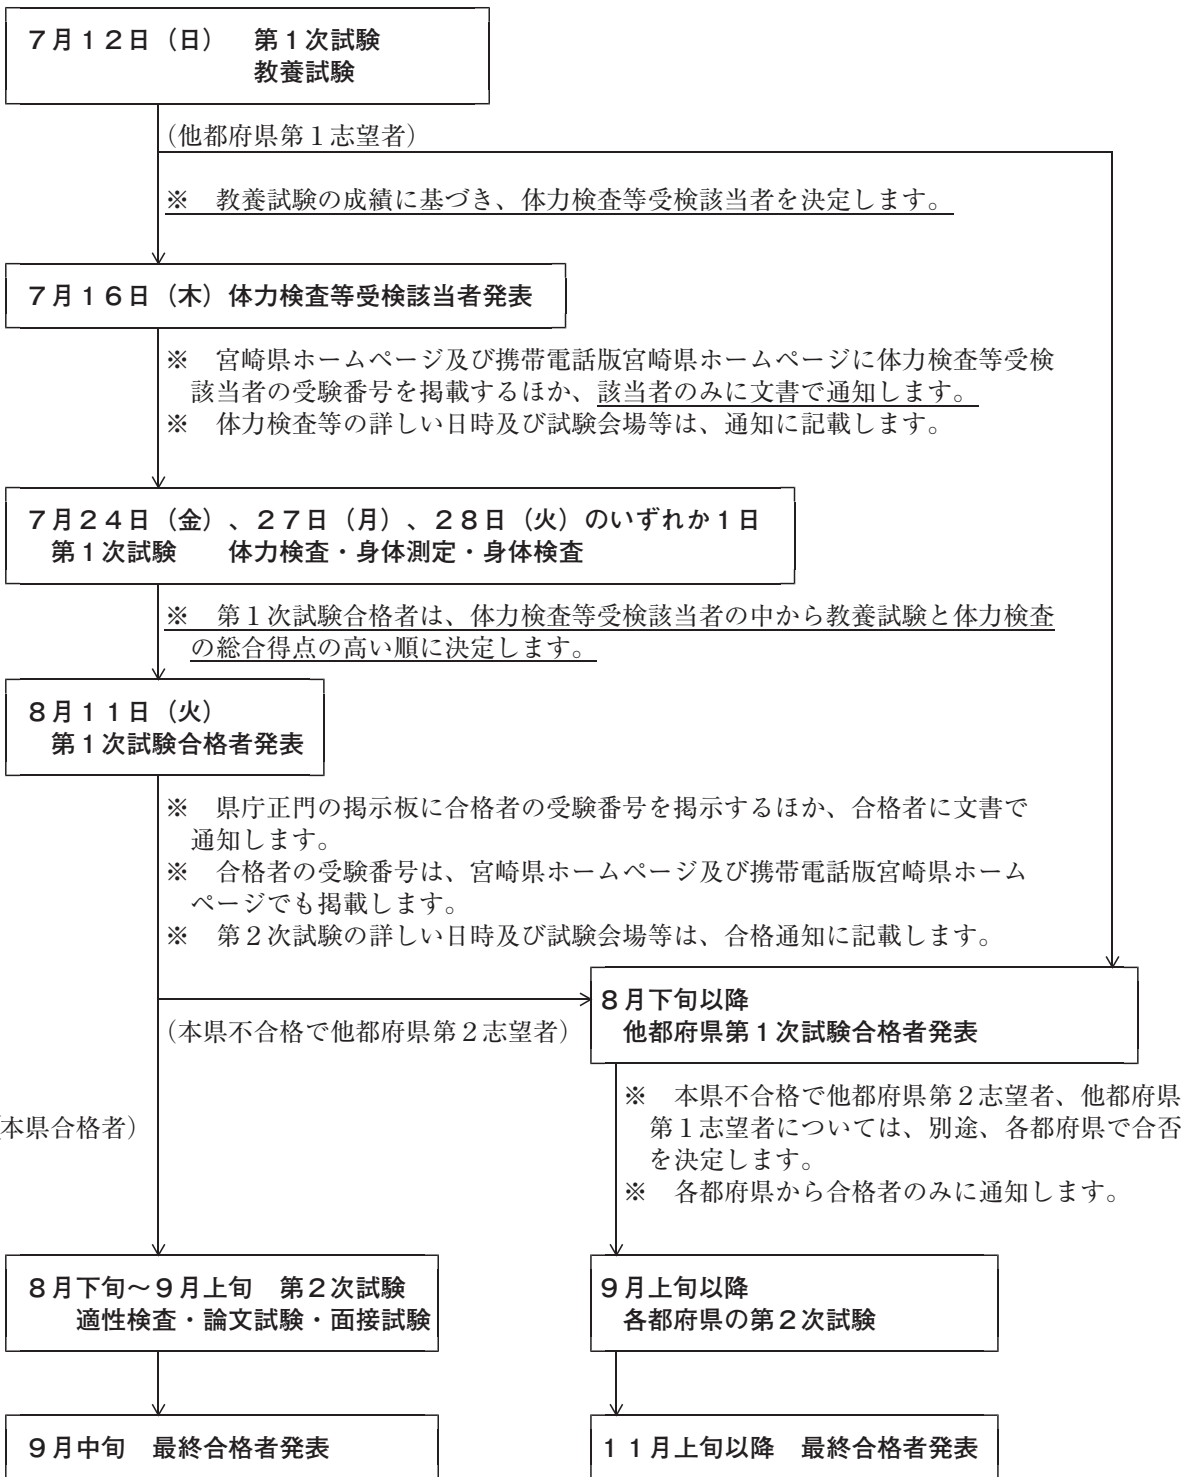 ７月１２日（日）　第１次試験
教養試験
（他都府県第１志望者）
※　教養試験の成績に基づき、体力検査等受検該当者を決定します。
７月１６日（木）体力検査等受検該当者発表
※　宮崎県ホームページ及び携帯電話版宮崎県ホームページに体力検査等受検
該当者の受験番号を掲載するほか、該当者のみに文書で通知します。
※　体力検査等の詳しい日時及び試験会場等は、通知に記載します。
７月２４日（金）、２７日（月）、２８日（火）のいずれか１日
第１次試験　　体力検査・身体測定・身体検査
※　第１次試験合格者は、体力検査等受検該当者の中から教養試験と体力検査
の総合得点の高い順に決定します。
８月１１日（火）
第１次試験合格者発表
※　県庁正門の掲示板に合格者の受験番号を掲示するほか、合格者に文書で
通知します。
※　合格者の受験番号は、宮崎県ホームページ及び携帯電話版宮崎県ホーム
ページでも掲載します。
※　第２次試験の詳しい日時及び試験会場等は、合格通知に記載します。
８月下旬以降
他都府県第１次試験合格者発表
（本県不合格で他都府県第２志望者）
※　本県不合格で他都府県第２志望者、他都府県
第１志望者については、別途、各都府県で合否
を決定します。
※　各都府県から合格者のみに通知します。
（本県合格者）
８月下旬～９月上旬　第２次試験
適性検査・論文試験・面接試験
９月上旬以降
各都府県の第２次試験
９月中旬　最終合格者発表
１１月上旬以降　最終合格者発表